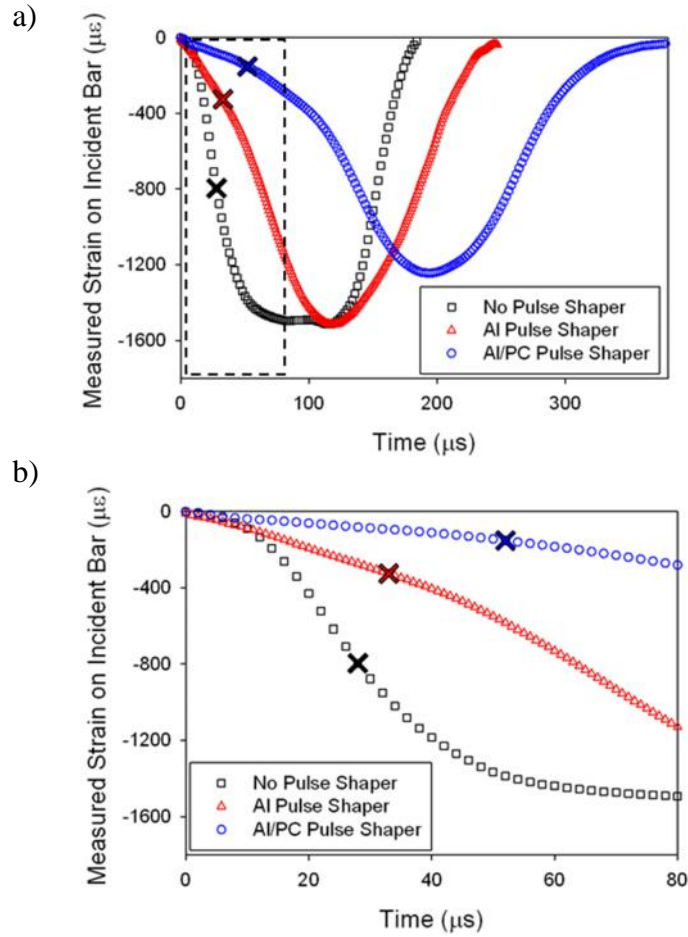 a)
Measured Strain on Incident Bar (με)
0
-400
-800
-1200
-1600
No Pulse Shaper
Al Pulse Shaper
Al/PC Pulse Shaper
0
100
200
300
Time (μs)
b)
Measured Strain on Incident Bar (με)
0
-400
-800
-1200
-1600
No Pulse Shaper
Al Pulse Shaper
Al/PC Pulse Shaper
0
20
40
60
80
Time (μs)